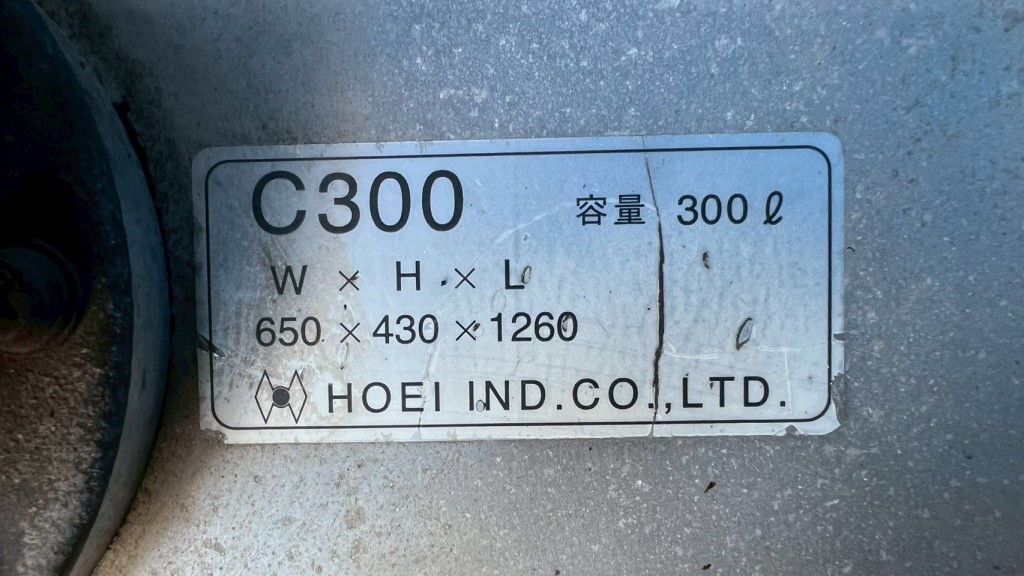 C300 容量 300ℓ
W × H × L
650 × 430 × 1260
HOEI IND.CO.,LTD.